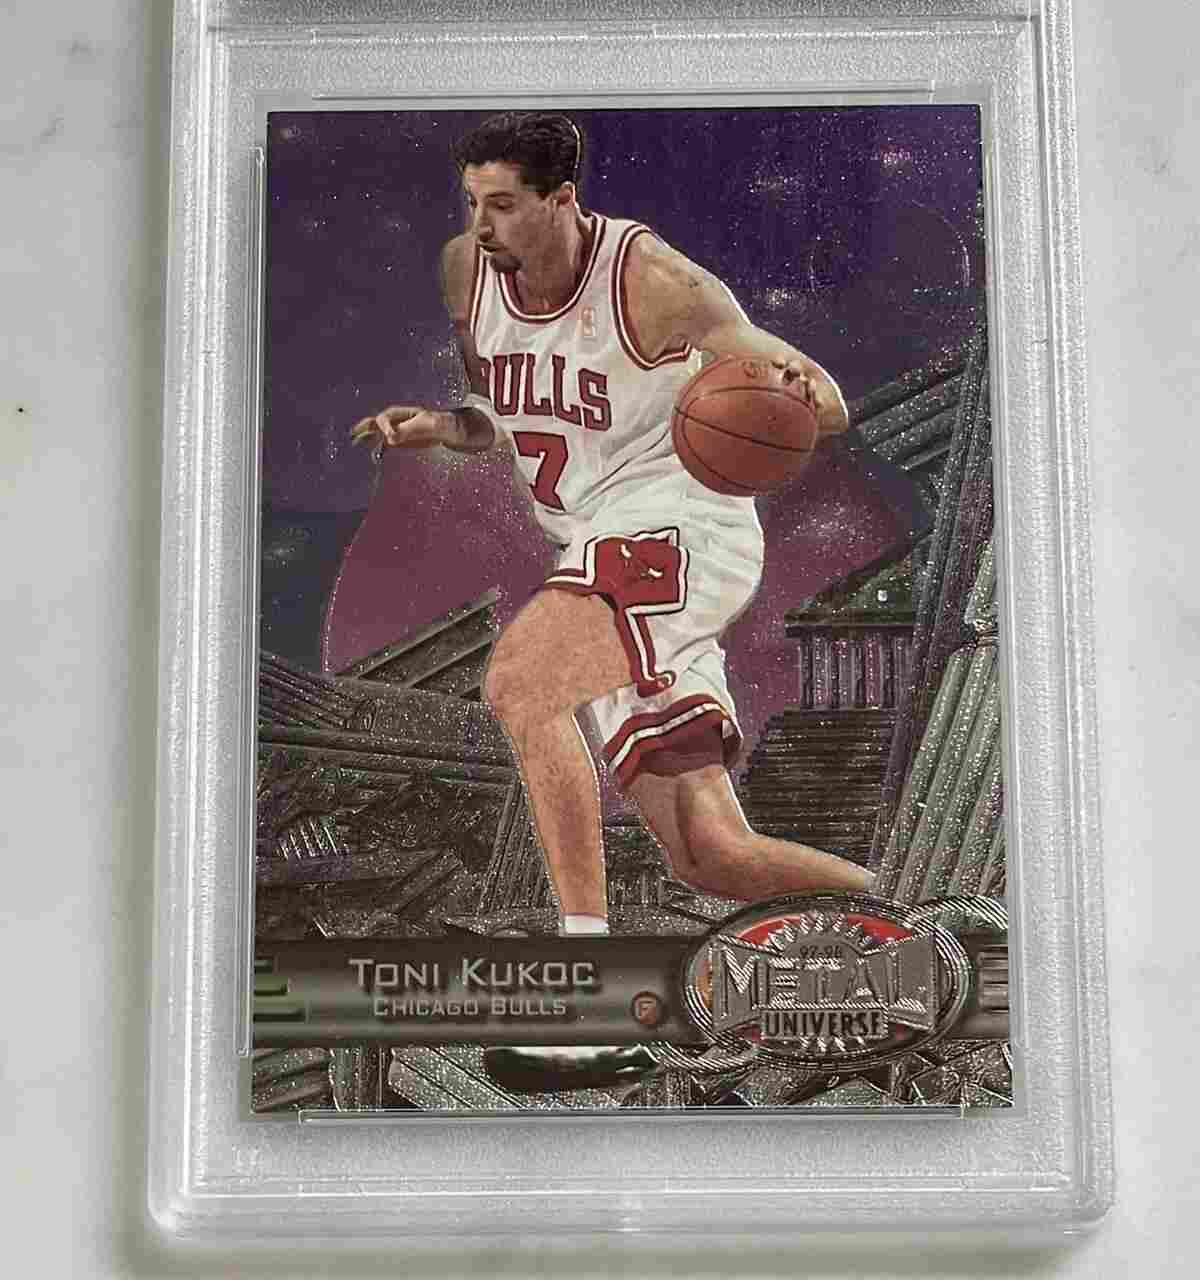 BULLS
7
TONI KUKOC
CHICAGO BULLS
F
97-98
METAL
UNIVERSE